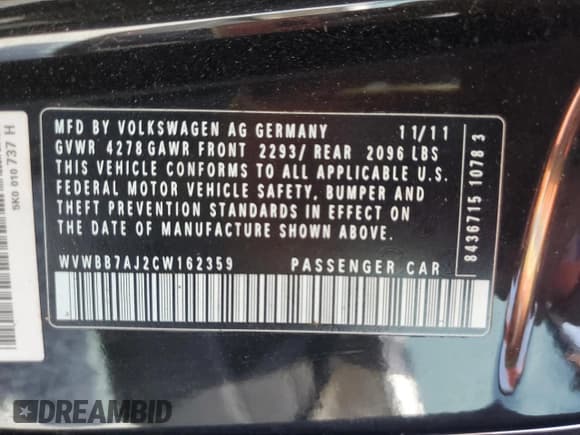 MFD BY VOLKSWAGEN AG GERMANY 11/11
GVWR 4278 GAWR FRONT 2293/ REAR 2096 LBS
THIS VEHICLE CONFORMS TO ALL APPLICABLE U.S.
FEDERAL MOTOR VEHICLE SAFETY, BUMPER AND
THEFT PREVENTION STANDARDS IN EFFECT ON
THE DATE OF MANUFACTURE SHOWN ABOVE.
WVWBB7AJ2CW162359 PASSENGER CAR
8436715 1078 3
5K0 010 737 H
DREAMBID